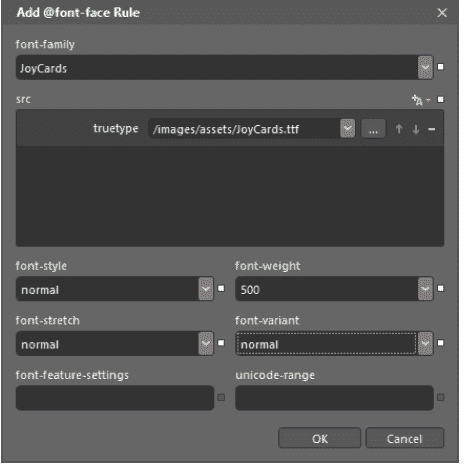 Add @font-face Rule
font-family
JoyCards
src
truetype /images/assets/JoyCards.ttf ...
font-style font-weight
normal 500
font-stretch font-variant
normal normal
font-feature-settings unicode-range
OK Cancel